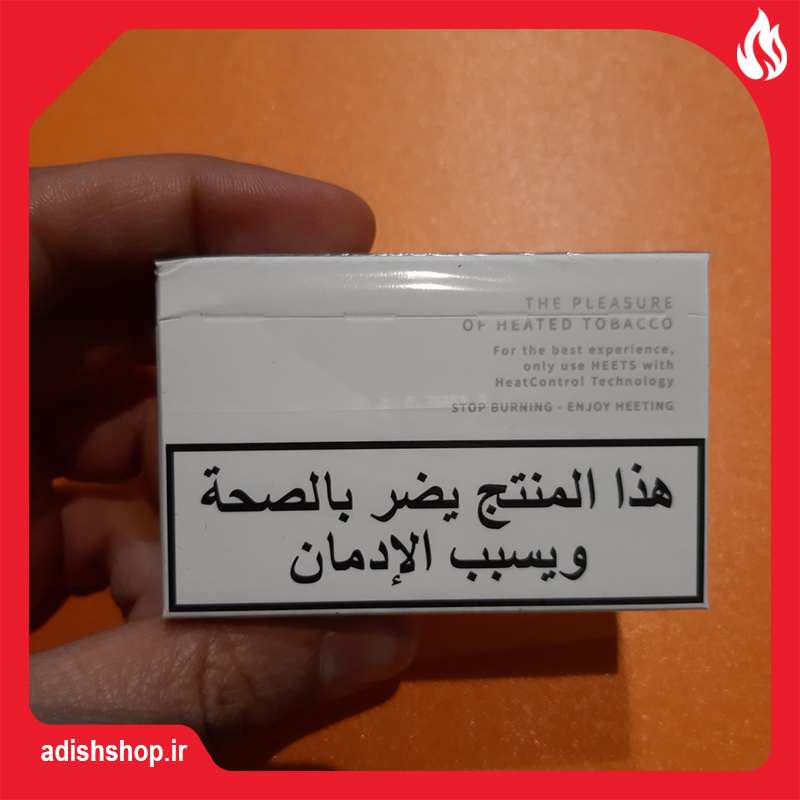 THE PLEASURE
OF HEATED TOBACCO
For the best experience,
only use HEETS with
HeatControl Technology
STOP BURNING - ENJOY HEETING
هذا المنتج يضر بالصحة
ويسبب الإدمان
adishshop.ir